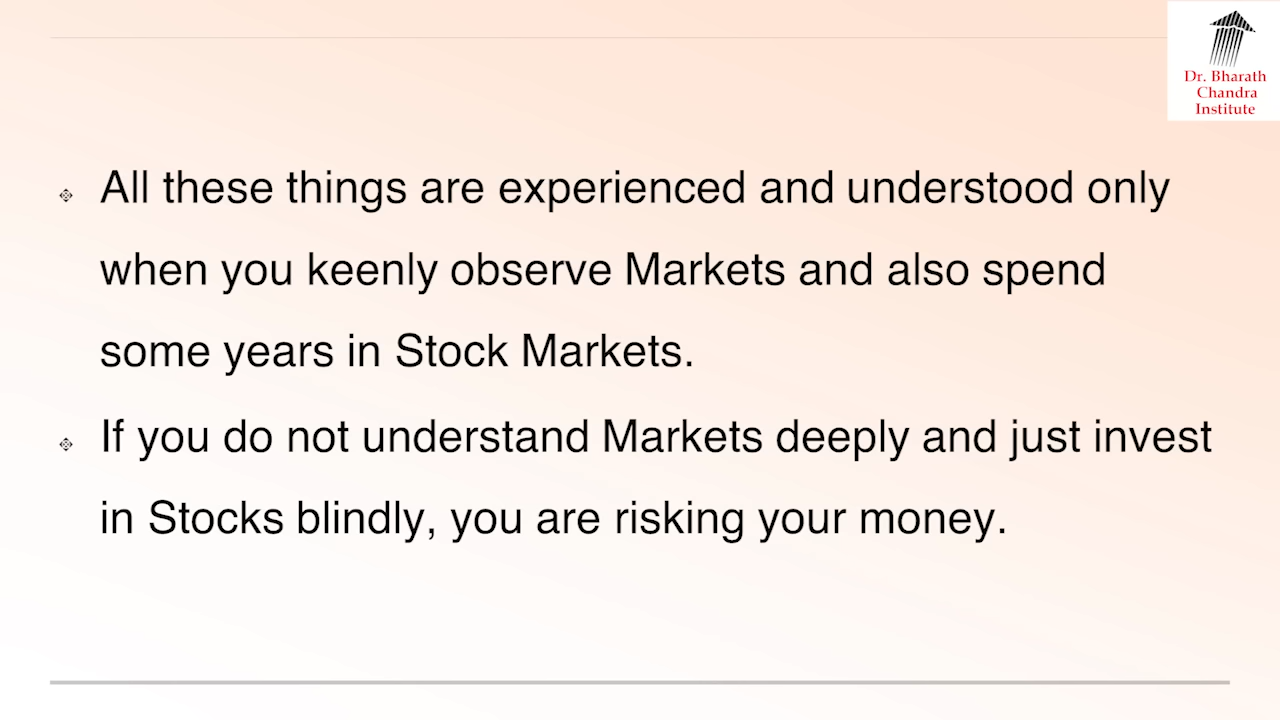 Dr. Bharath
Chandra
Institute
All these things are experienced and understood only
when you keenly observe Markets and also spend
some years in Stock Markets.
If you do not understand Markets deeply and just invest
in Stocks blindly, you are risking your money.